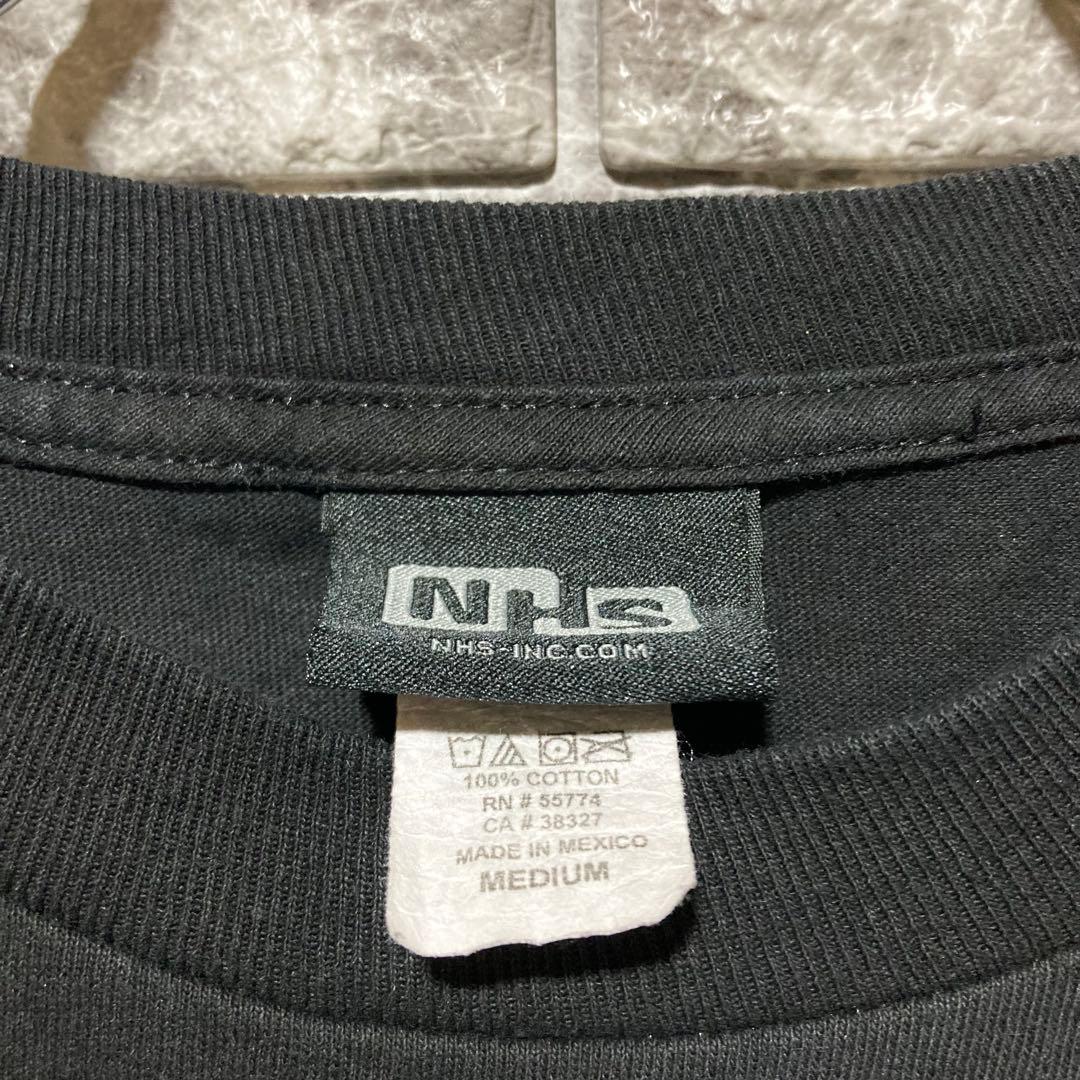 NHS
NHS-INC.COM
100% COTTON
RN # 55774
CA # 38327
MADE IN MEXICO
MEDIUM